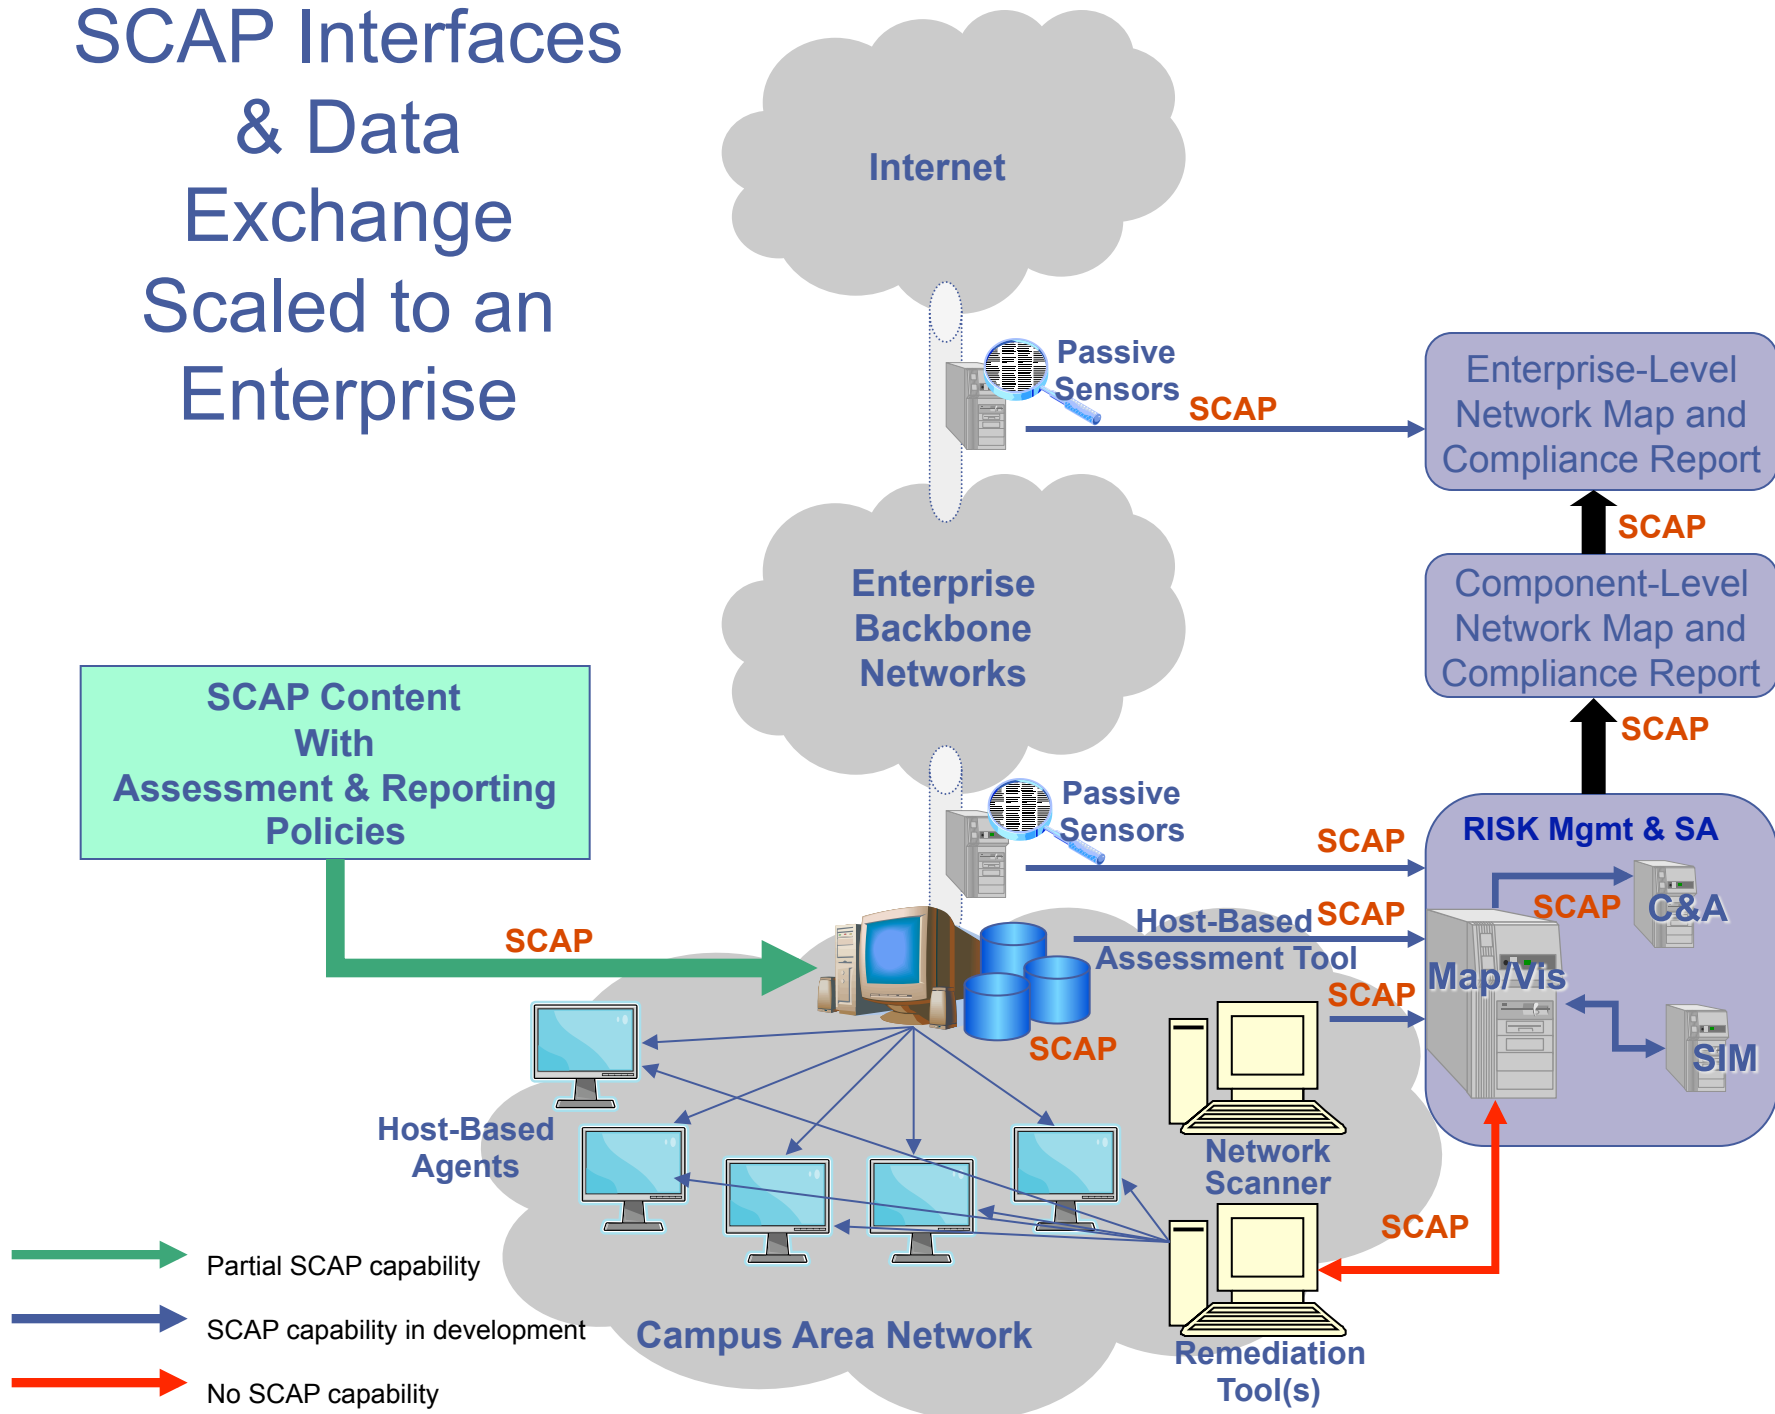 SCAP Interfaces
& Data
Exchange
Scaled to an
Enterprise
Internet
Passive
Sensors
SCAP
Enterprise-Level
Network Map and
Compliance Report
SCAP
Enterprise
Backbone
Networks
Component-Level
Network Map and
Compliance Report
SCAP
SCAP Content
With
Assessment & Reporting
Policies
SCAP
Passive
Sensors
SCAP
RISK Mgmt & SA
SCAP
C&A
Map/Vis
SIM
Host-Based
Assessment Tool
SCAP
SCAP
SCAP
Host-Based
Agents
Network
Scanner
SCAP
Remediation
Tool(s)
Campus Area Network
Partial SCAP capability
SCAP capability in development
No SCAP capability